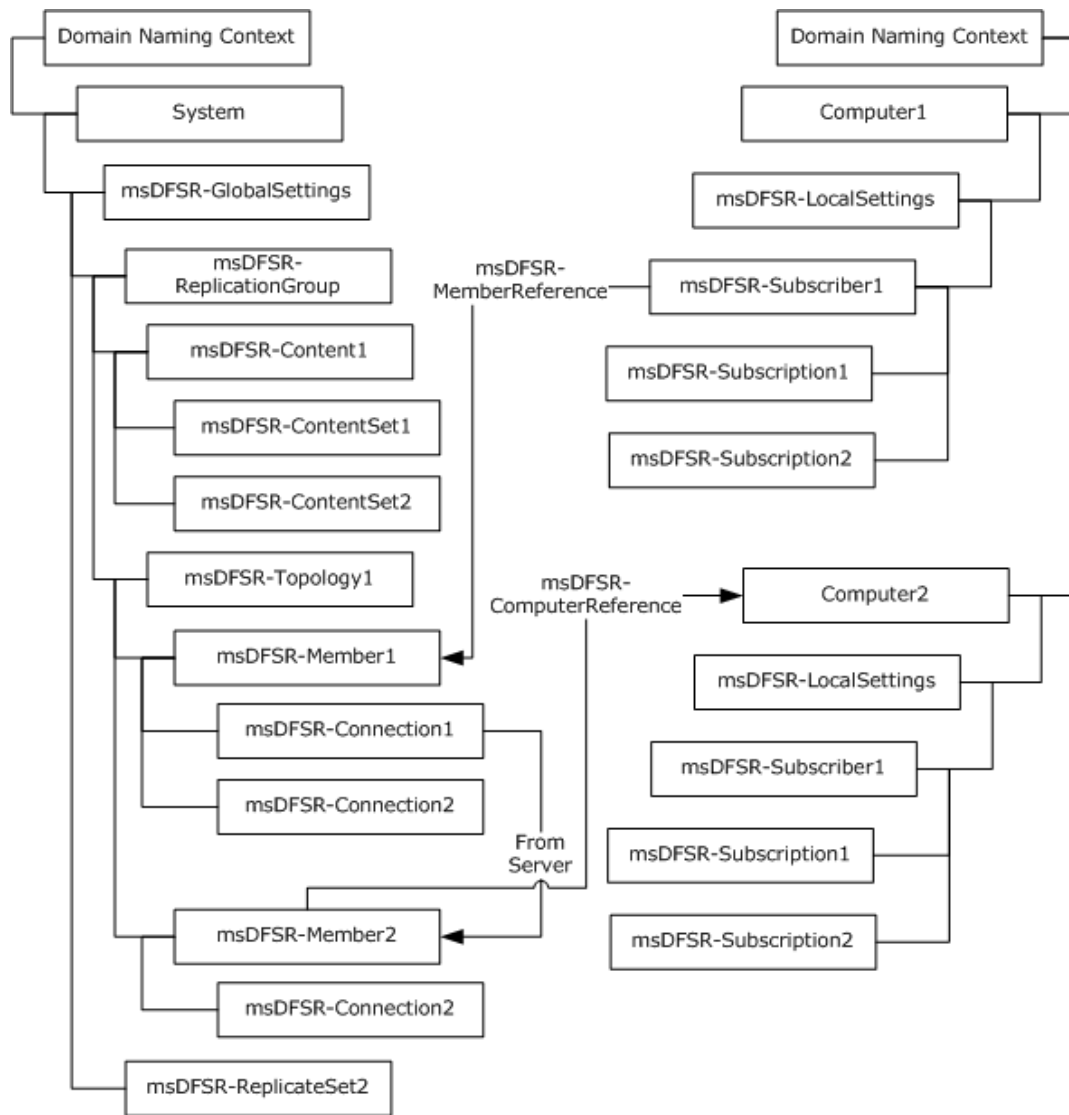 Domain Naming Context
System
msDFSR-GlobalSettings
msDFSR-
ReplicationGroup
msDFSR-Content1
msDFSR-ContentSet1
msDFSR-ContentSet2
msDFSR-Topology1
msDFSR-Member1
msDFSR-Connection1
msDFSR-Connection2
From
Server
msDFSR-Member2
msDFSR-Connection2
msDFSR-ReplicateSet2
msDFSR-
MemberReference
msDFSR-
ComputerReference
Domain Naming Context
Computer1
msDFSR-LocalSettings
msDFSR-Subscriber1
msDFSR-Subscription1
msDFSR-Subscription2
Computer2
msDFSR-LocalSettings
msDFSR-Subscriber1
msDFSR-Subscription1
msDFSR-Subscription2